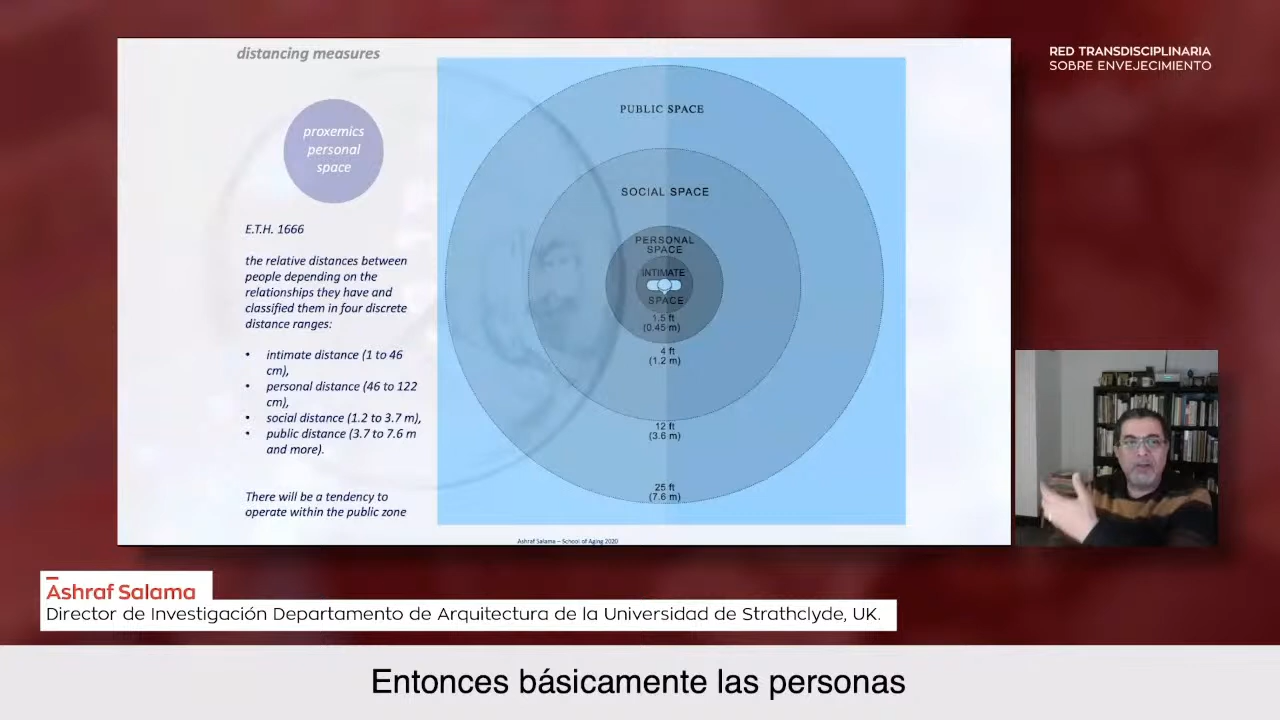 distancing measures
RED TRANSDISCIPLINARIA
SOBRE ENVEJECIMIENTO
proxemics
personal
space
E.T.H. 1666
the relative distances between
people depending on the
relationships they have and
classified them in four discrete
distance ranges:
• intimate distance (1 to 46
cm),
• personal distance (46 to 122
cm),
• social distance (1.2 to 3.7 m),
• public distance (3.7 to 7.6 m
and more).
There will be a tendency to
operate within the public zone
PUBLIC SPACE
SOCIAL SPACE
PERSONAL
SPACE
INTIMATE
SPACE
1.5 ft
(0.45 m)
4 ft
(1.2 m)
12 ft
(3.6 m)
25 ft
(7.6 m)
Ashraf Salama – School of Aging 2020
Ashraf Salama
Director de Investigación Departamento de Arquitectura de la Universidad de Strathclyde, UK.
Entonces básicamente las personas